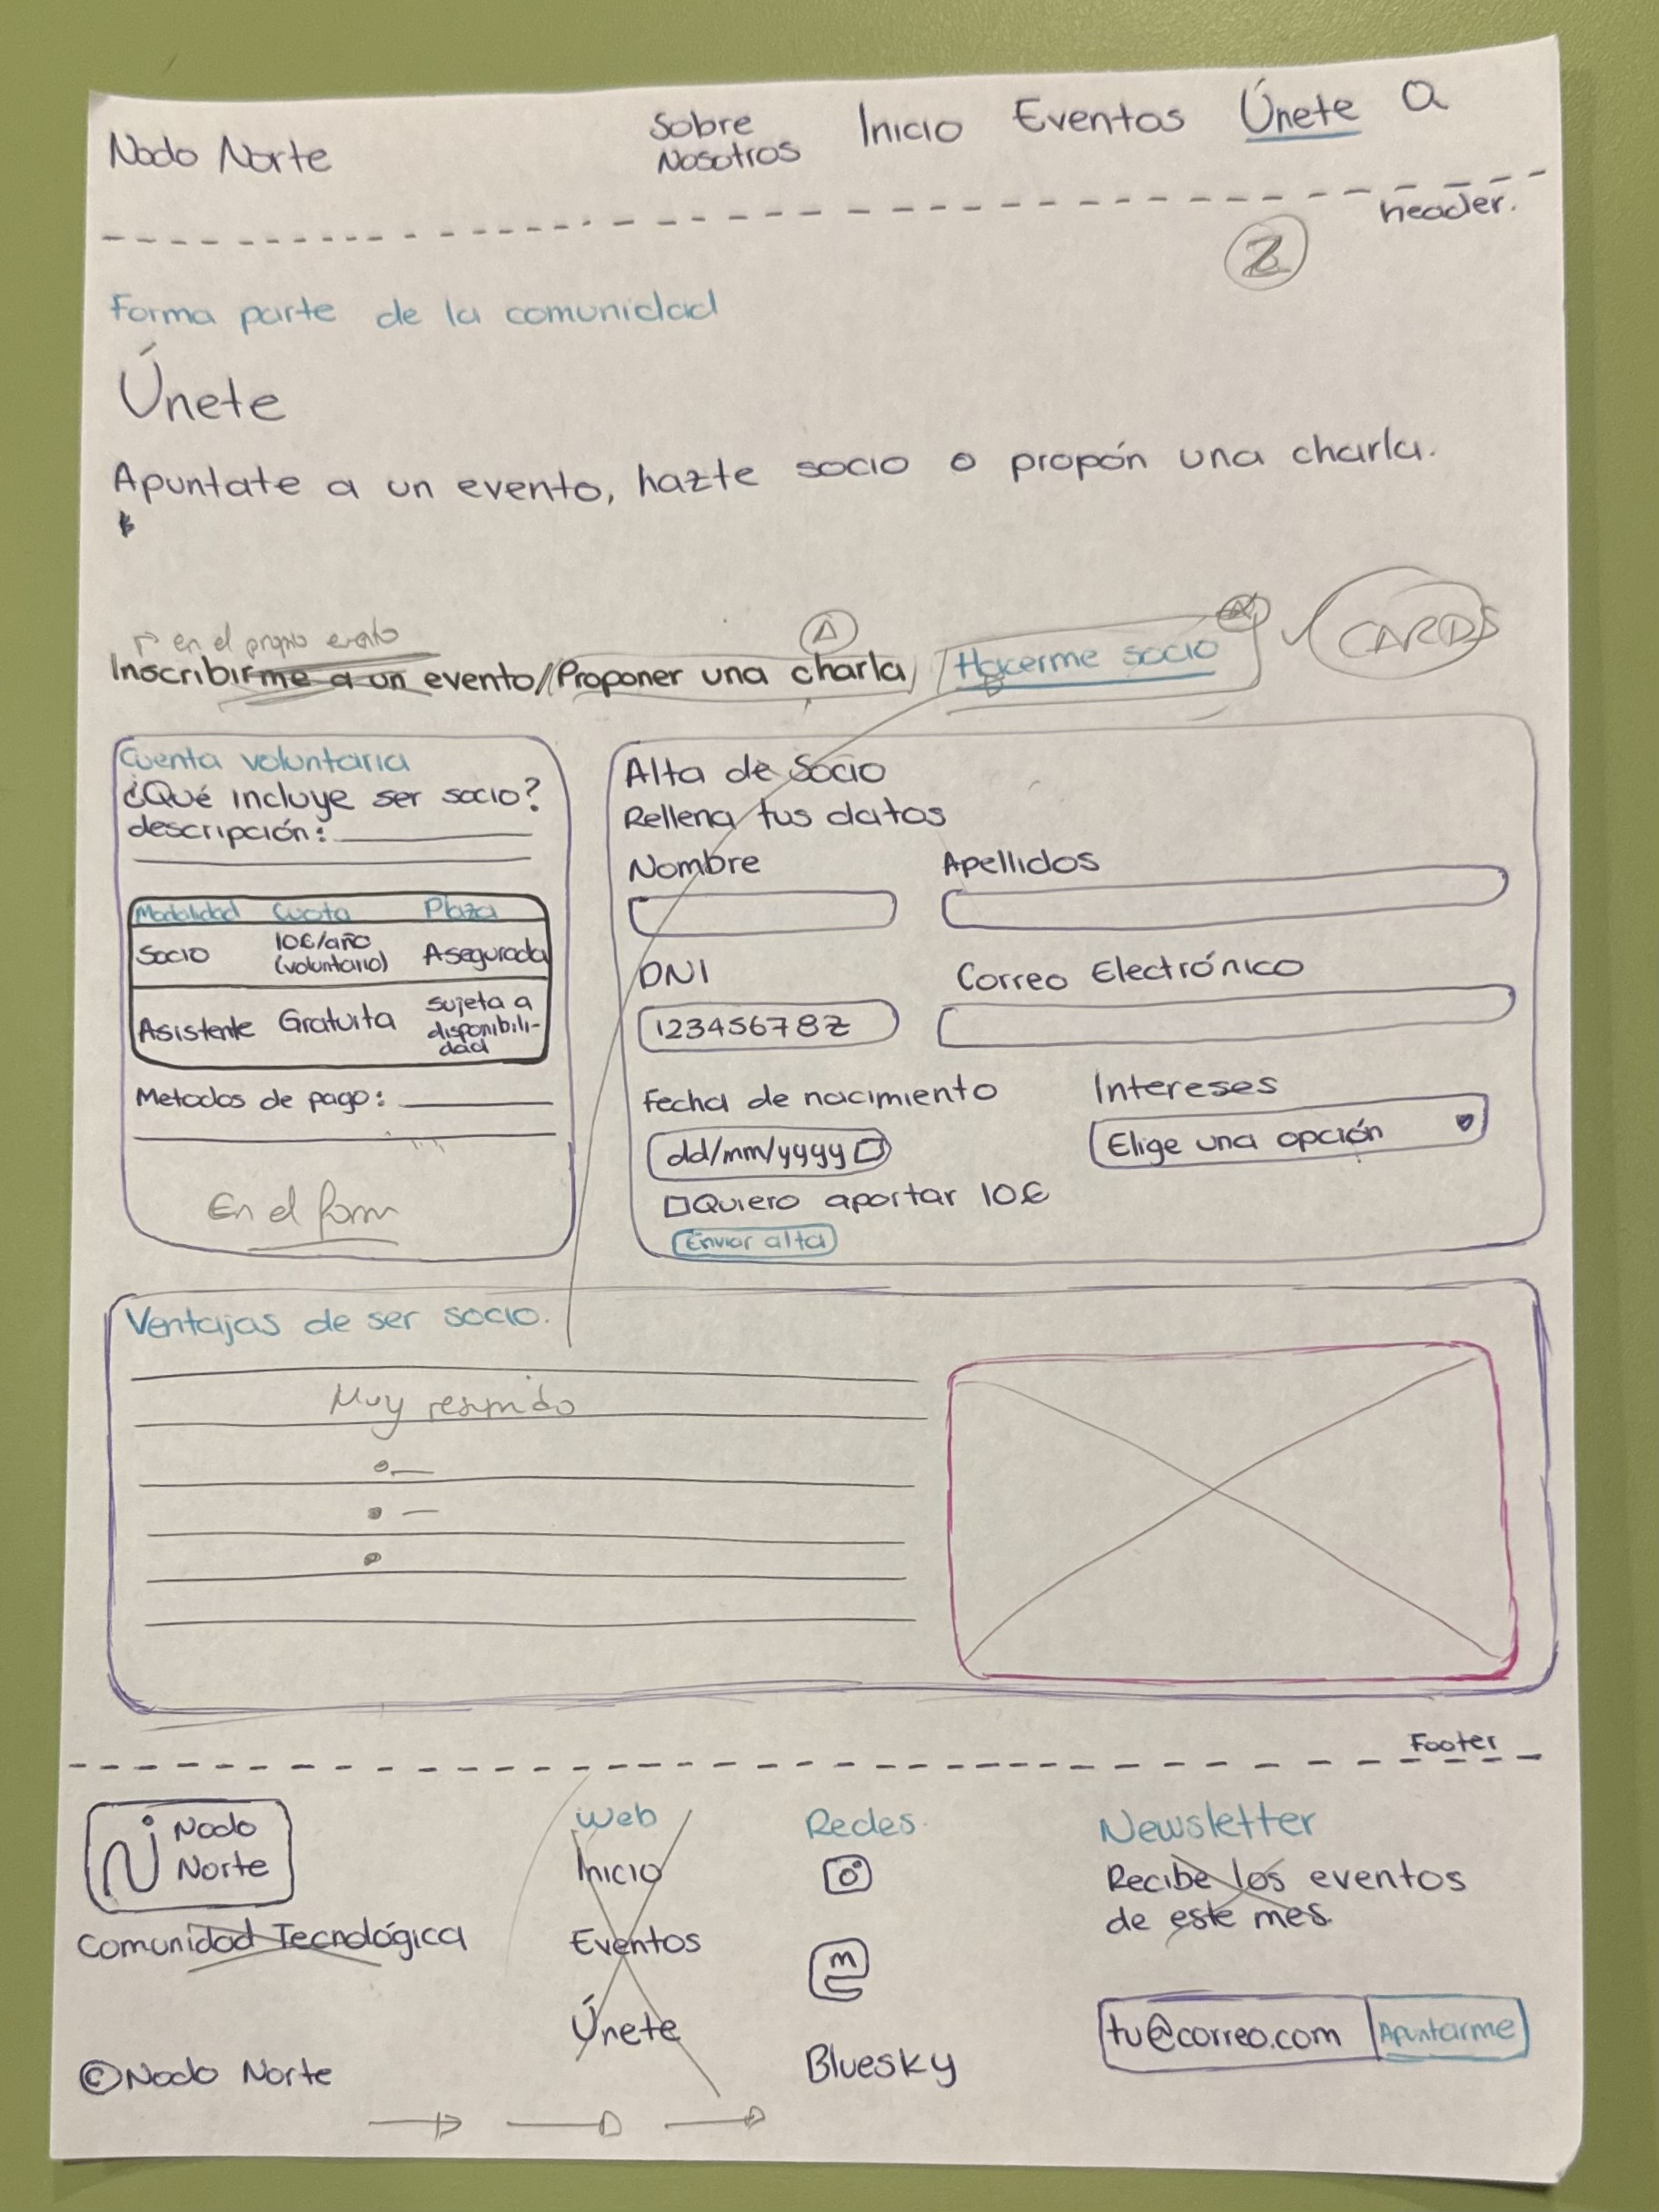 Nodo Norte
Sobre
Nosotros
Inicio
Eventos
Únete
header.
2
Forma parte de la comunidad
Únete
Apuntate a un evento, hazte socio o propón una charla.
en el propio evento
Inscribirme a un evento/Proponer una charla
Hacerme socio
CARDS
Cuenta voluntaria
¿Qué incluye ser socio?
descripción:
Modalidad Cuota Plaza
Socio
10€/año
(voluntario)
Asegurada
Asistente
Gratuita
sujeta a
disponibili-
dad
Metodos de pago:
En el form
Alta de Socio
Rellena tus datos
Nombre
Apellidos
DNI
Correo Electrónico
12345678Z
Fecha de nacimiento
Intereses
dd/mm/yyyy
Elige una opción
Quiero aportar 10€
Enviar alta
Ventajas de ser socio.
Muy resumido
Footer
Nodo
Norte
Comunidad Tecnológica
©Nodo Norte
Web
Inicio
Eventos
Únete
Redes.
m
Bluesky
Newsletter
Recibe los eventos
de este mes.
tu@correo.com
Apuntarme